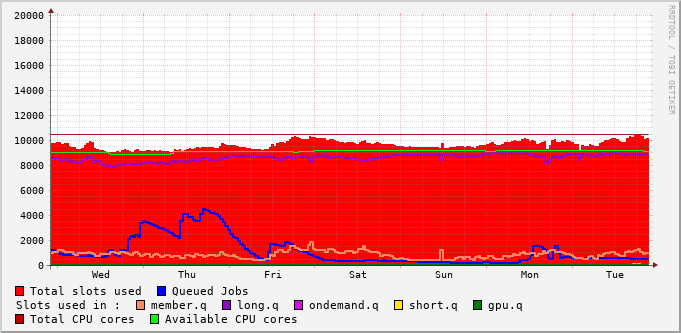 20000
18000
16000
14000
12000
10000
8000
6000
4000
2000
0
Wed Thu Fri Sat Sun Mon Tue
Total slots used Queued Jobs
Slots used in : member.q long.q ondemand.q short.q gpu.q
Total CPU cores Available CPU cores
RRDTOOL / TOBI OETIKER